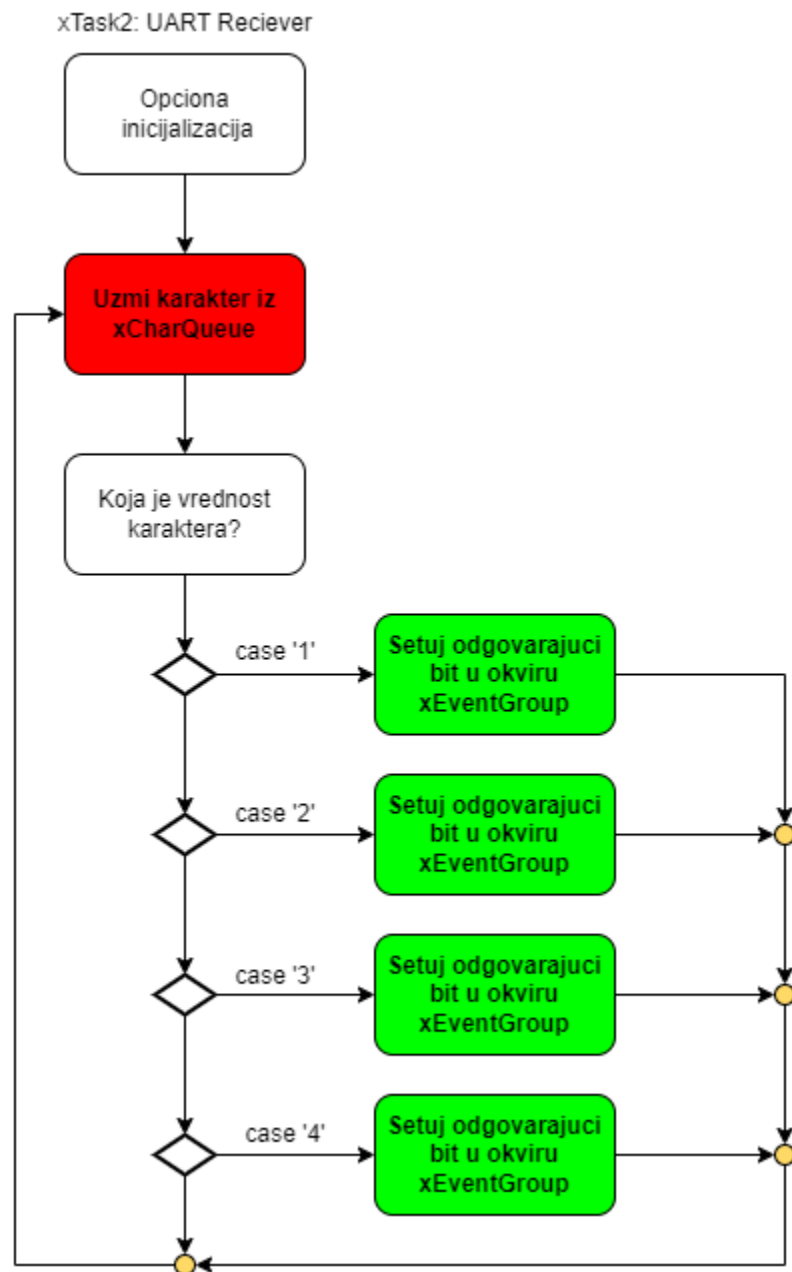 xTask2: UART Reciever
Opciona
inicijalizacija
Uzmi karakter iz
xCharQueue
Koja je vrednost
karaktera?
case '1'
Setuj odgovarajuci
bit u okviru
xEventGroup
case '2'
Setuj odgovarajuci
bit u okviru
xEventGroup
case '3'
Setuj odgovarajuci
bit u okviru
xEventGroup
case '4'
Setuj odgovarajuci
bit u okviru
xEventGroup